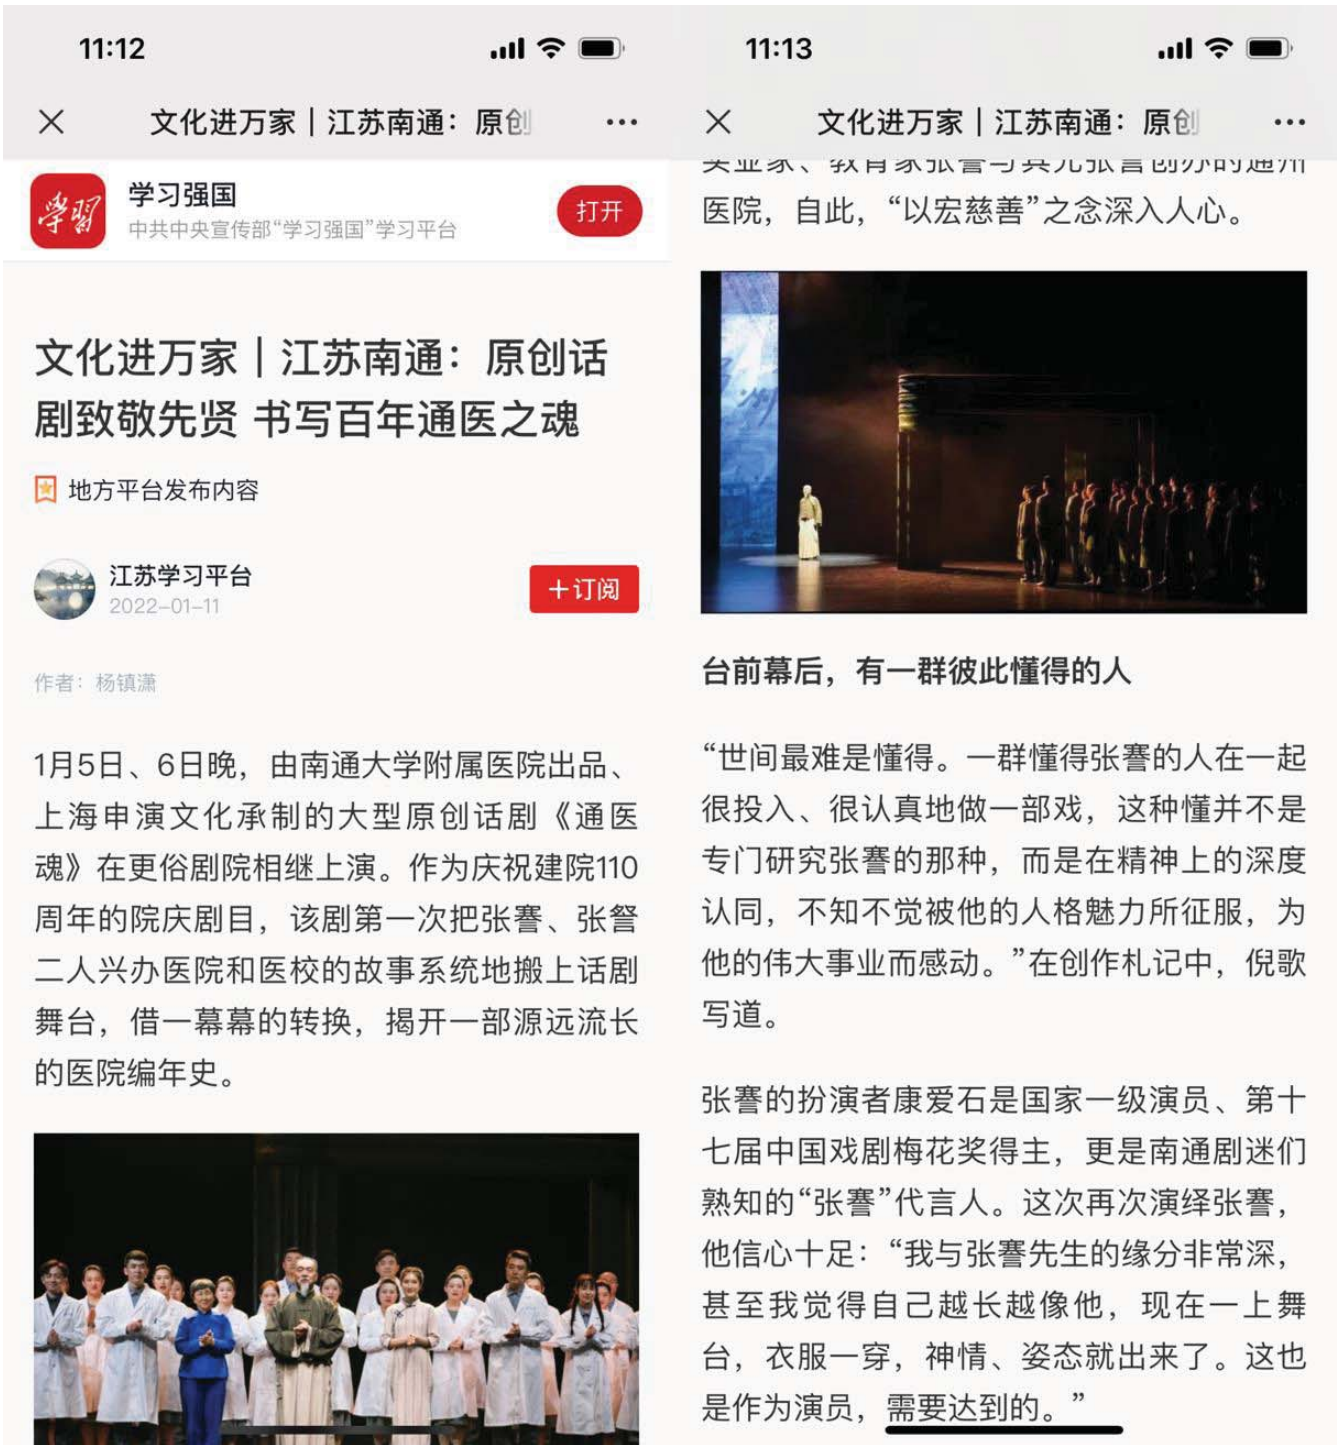 11:12
文化进万家｜江苏南通：原创
学习
学习强国
中共中央宣传部“学习强国”学习平台
打开
文化进万家｜江苏南通：原创话
剧致敬先贤 书写百年通医之魂
地方平台发布内容
江苏学习平台
2022-01-11
＋订阅
作者：杨镇潇
1月5日、6日晚，由南通大学附属医院出品、
上海申演文化承制的大型原创话剧《通医
魂》在更俗剧院相继上演。作为庆祝建院110
周年的院庆剧目，该剧第一次把张謇、张詧
二人兴办医院和医校的故事系统地搬上话剧
舞台，借一幕幕的转换，揭开一部源远流长
的医院编年史。
11:13
文化进万家｜江苏南通：原创
实业家、教育家张謇与其兄张詧创办的通州
医院，自此，“以宏慈善”之念深入人心。
台前幕后，有一群彼此懂得的人
“世间最难是懂得。一群懂得张謇的人在一起
很投入、很认真地做一部戏，这种懂并不是
专门研究张謇的那种，而是在精神上的深度
认同，不知不觉被他的人格魅力所征服，为
他的伟大事业而感动。”在创作札记中，倪歌
写道。
张謇的扮演者康爱石是国家一级演员、第十
七届中国戏剧梅花奖得主，更是南通剧迷们
熟知的“张謇”代言人。这次再次演绎张謇，
他信心十足：“我与张謇先生的缘分非常深，
甚至我觉得自己越长越像他，现在一上舞
台，衣服一穿，神情、姿态就出来了。这也
是作为演员，需要达到的。”